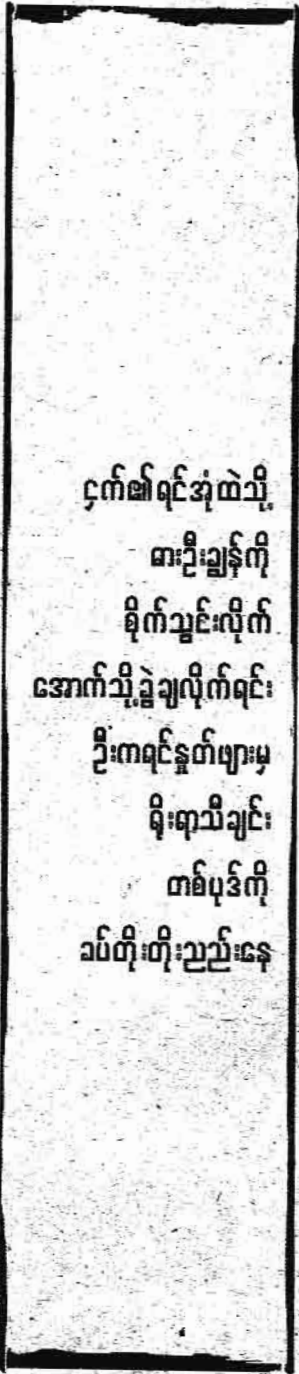 ငှက်၏ရင်အုံထဲသို့
ဓားဦးချွန်ကို
စိုက်သွင်းလိုက်
အောက်သို့ခွဲချလိုက်ရင်း
ဦးကရင်နှုတ်ဖျားမှ
ရိုးရာသီချင်း
တစ်ပုဒ်ကို
ခပ်တိုးတိုးညည်းနေ